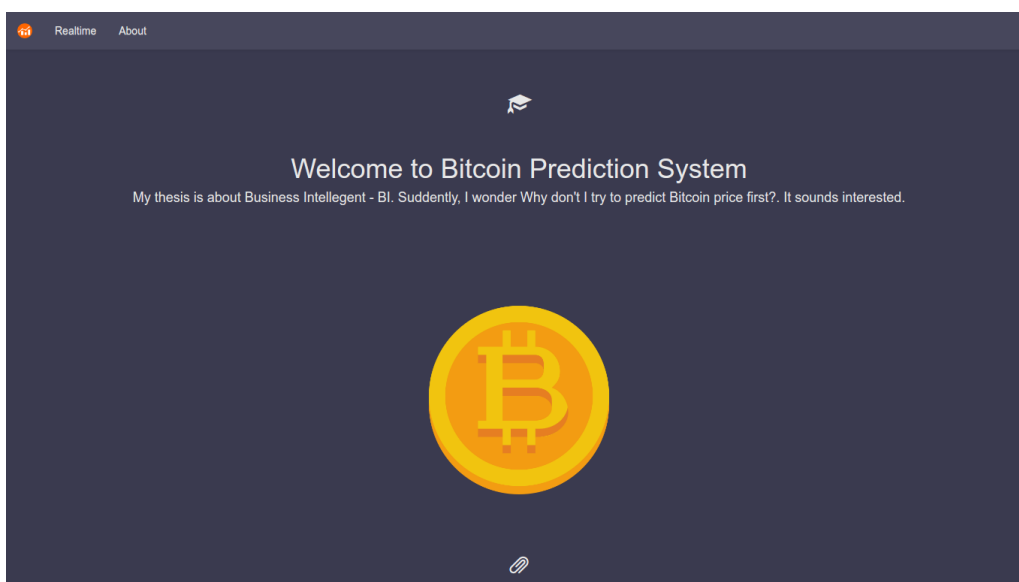 Realtime About
Welcome to Bitcoin Prediction System
My thesis is about Business Intellegent - BI. Suddently, I wonder Why don't I try to predict Bitcoin price first?. It sounds interested.